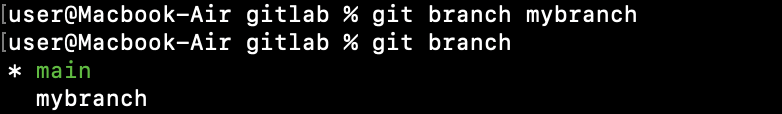 [user@Macbook-Air gitlab % git branch mybranch
[user@Macbook-Air gitlab % git branch
* main
mybranch